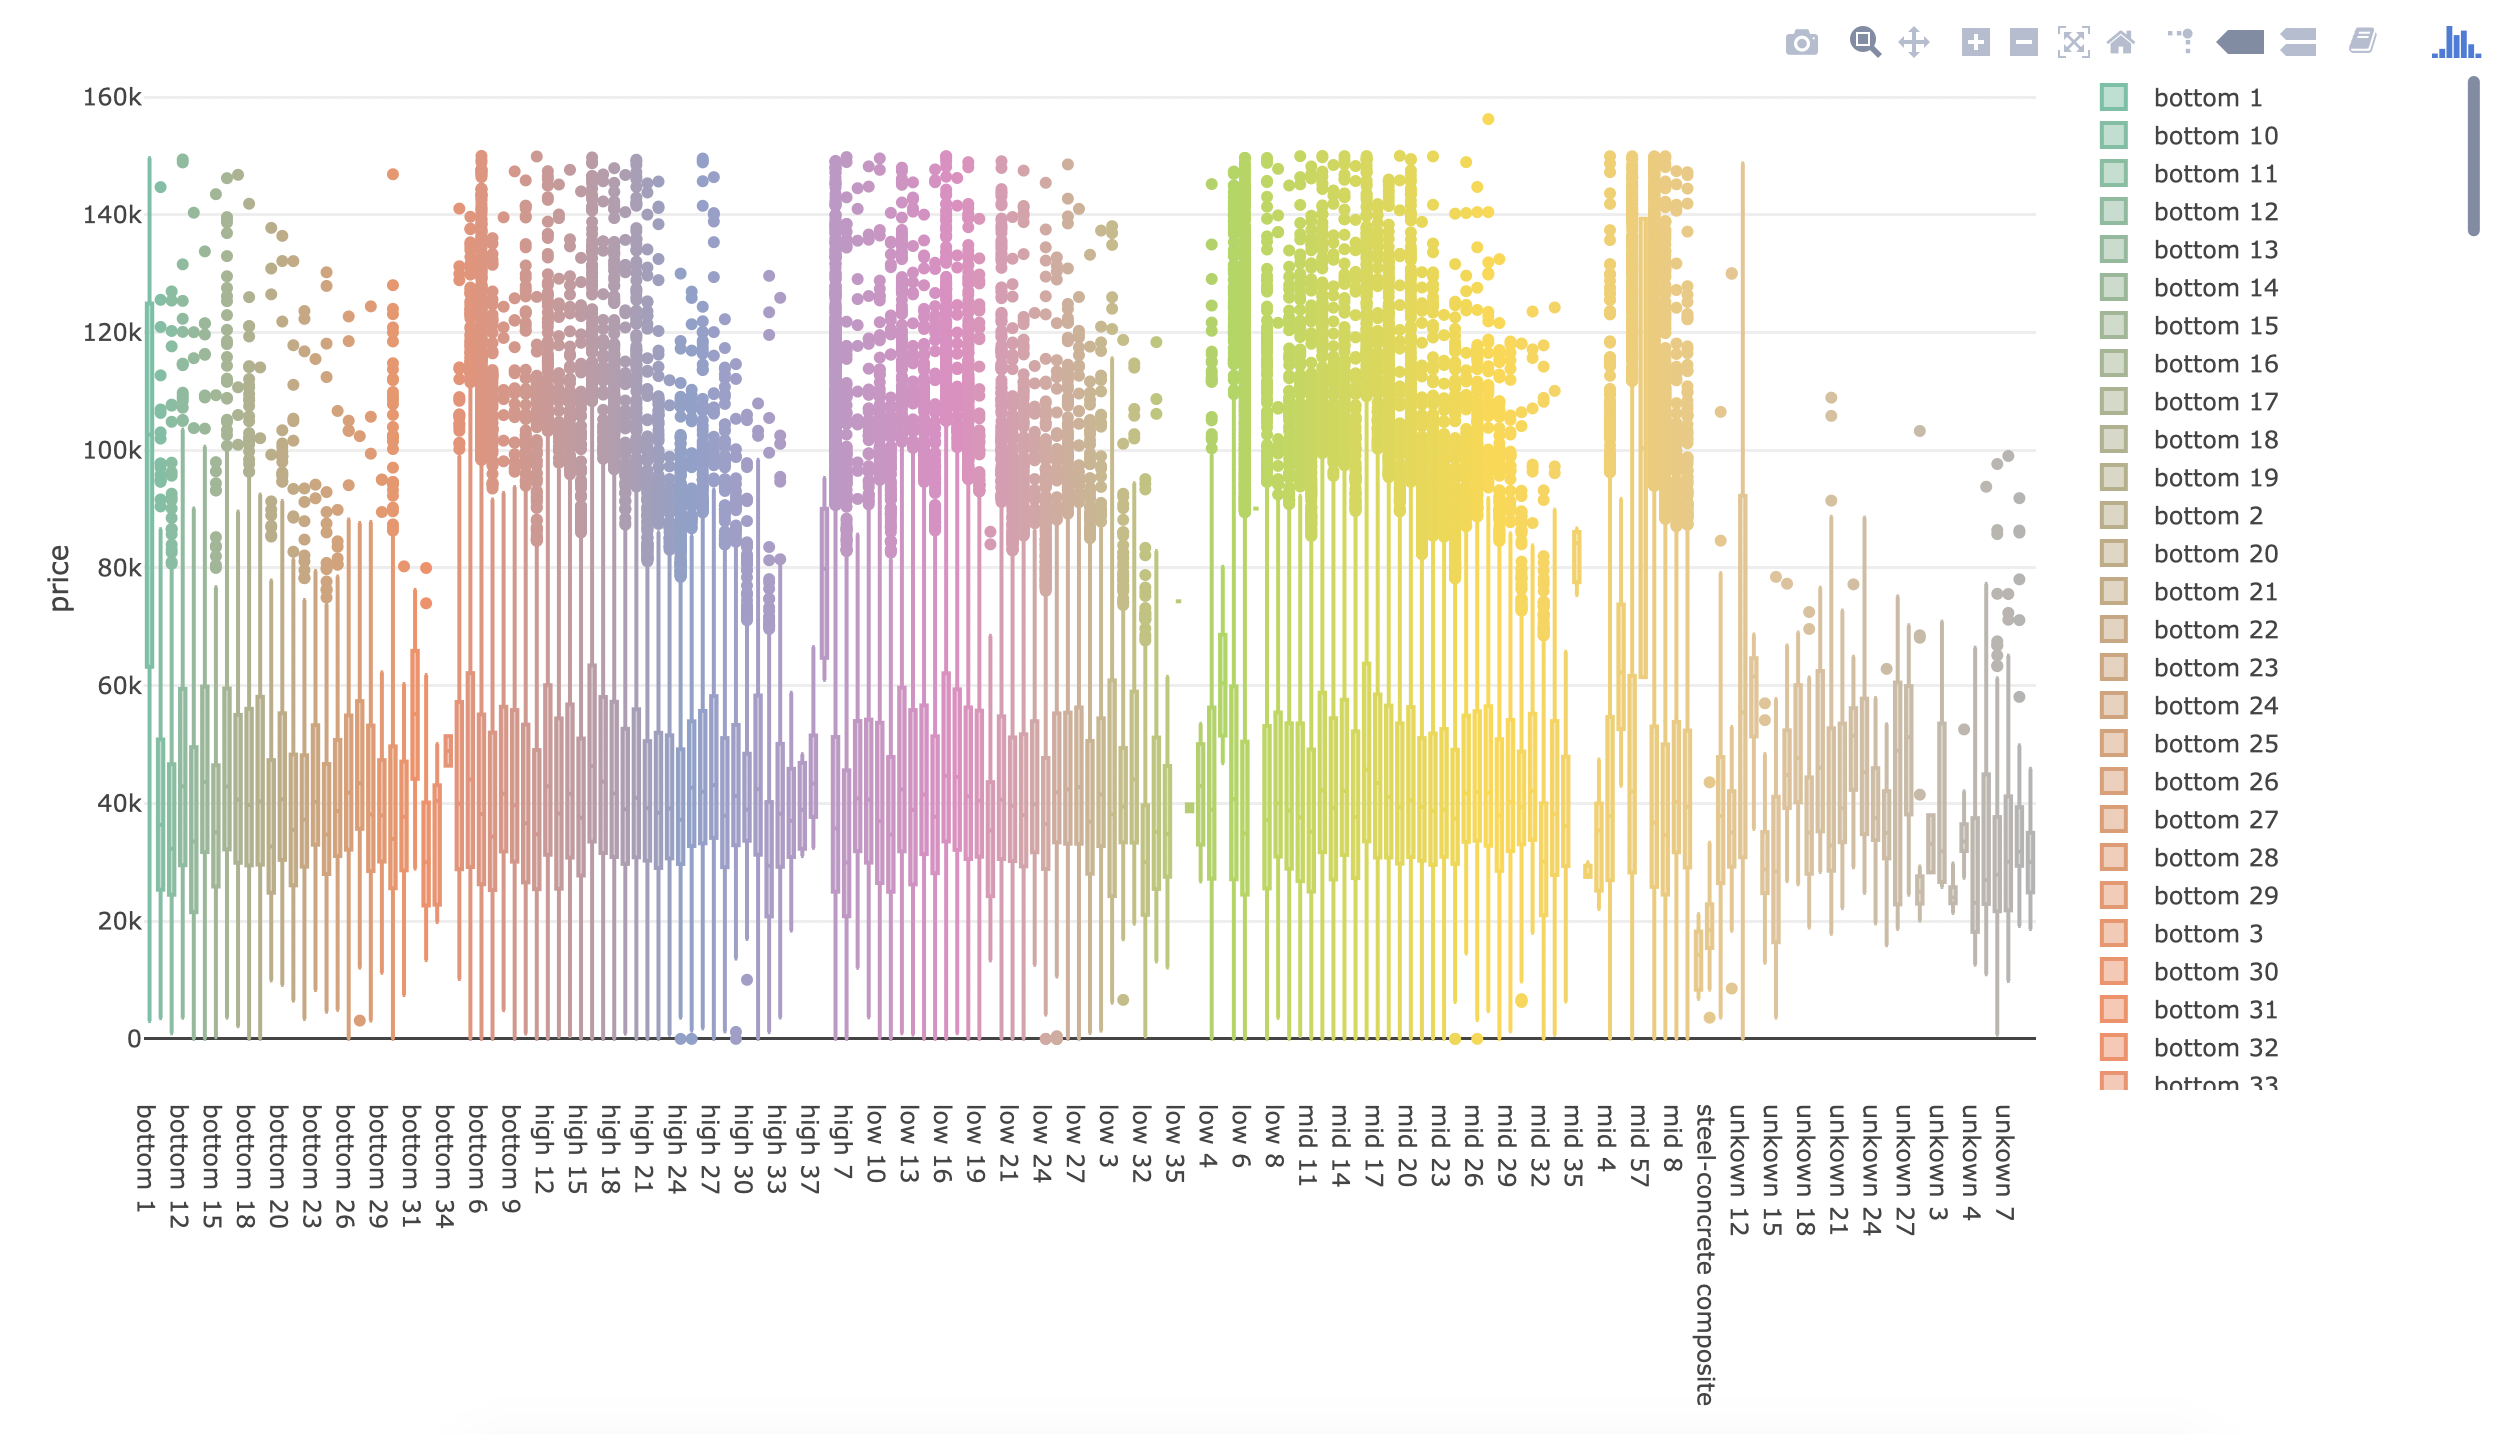 160k
140k
120k
100k
80k
60k
40k
20k
0
price
bottom 1
bottom 12
bottom 15
bottom 18
bottom 20
bottom 23
bottom 26
bottom 29
bottom 31
bottom 34
bottom 6
bottom 9
high 12
high 15
high 18
high 21
high 24
high 27
high 30
high 33
high 37
high 7
low 10
low 13
low 16
low 19
low 21
low 24
low 27
low 3
low 32
low 35
low 4
low 6
low 8
mid 11
mid 14
mid 17
mid 20
mid 23
mid 26
mid 29
mid 32
mid 35
mid 4
mid 57
mid 8
steel-concrete composite
unkown 12
unkown 15
unkown 18
unkown 21
unkown 24
unkown 27
unkown 3
unkown 4
unkown 7
bottom 1
bottom 10
bottom 11
bottom 12
bottom 13
bottom 14
bottom 15
bottom 16
bottom 17
bottom 18
bottom 19
bottom 2
bottom 20
bottom 21
bottom 22
bottom 23
bottom 24
bottom 25
bottom 26
bottom 27
bottom 28
bottom 29
bottom 3
bottom 30
bottom 31
bottom 32
bottom 33